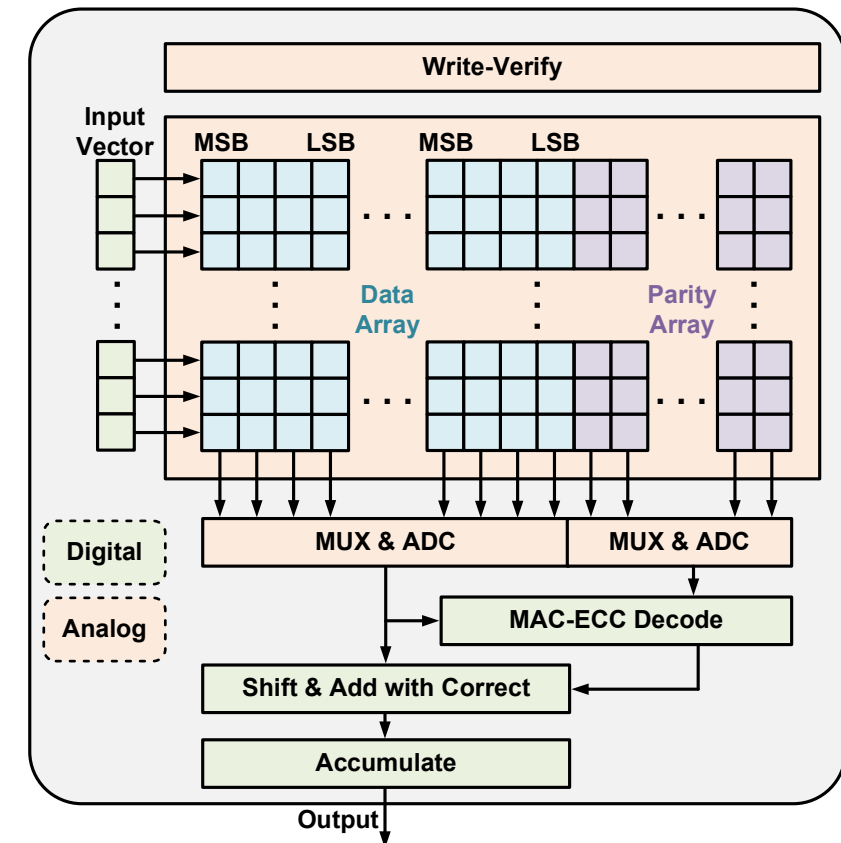 Write-Verify
Input
Vector
MSB LSB MSB LSB
. . . . . .
Data
Array
Parity
Array
. . . . . .
MUX & ADC MUX & ADC
Digital
Analog
MAC-ECC Decode
Shift & Add with Correct
Accumulate
Output